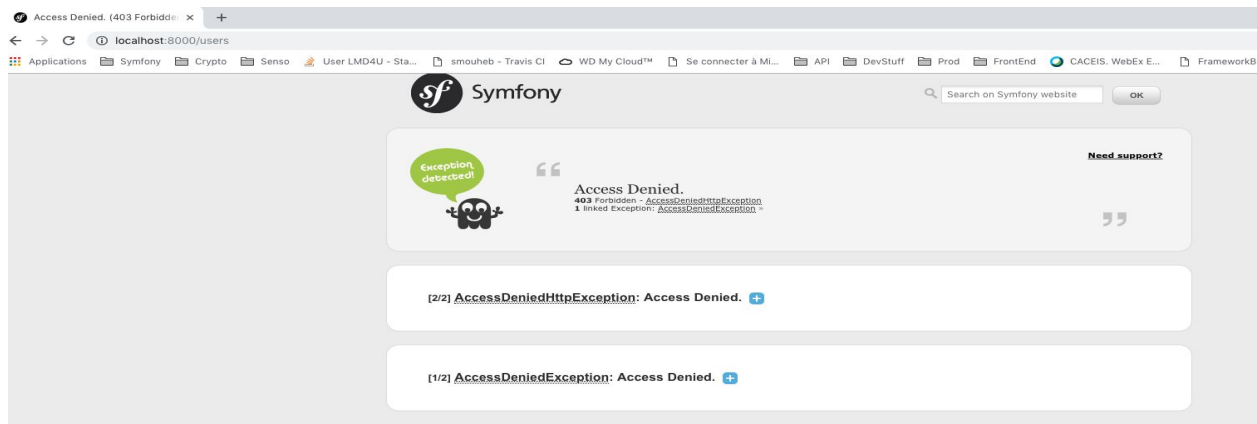 Access Denied. (403 Forbidde
localhost:8000/users
Applications Symfony Crypto Senso User LMD4U - Sta... smouheb - Travis CI WD My Cloud™ Se connecter à Mi... API DevStuff Prod FrontEnd CACEIS. WebEx E... FrameworkB
sf Symfony
Search on Symfony website OK
Exception
detected!
Need support?
“
Access Denied.
403 Forbidden - AccessDeniedHttpException
1 linked Exception: AccessDeniedException »
”
[2/2] AccessDeniedHttpException: Access Denied.
[1/2] AccessDeniedException: Access Denied.